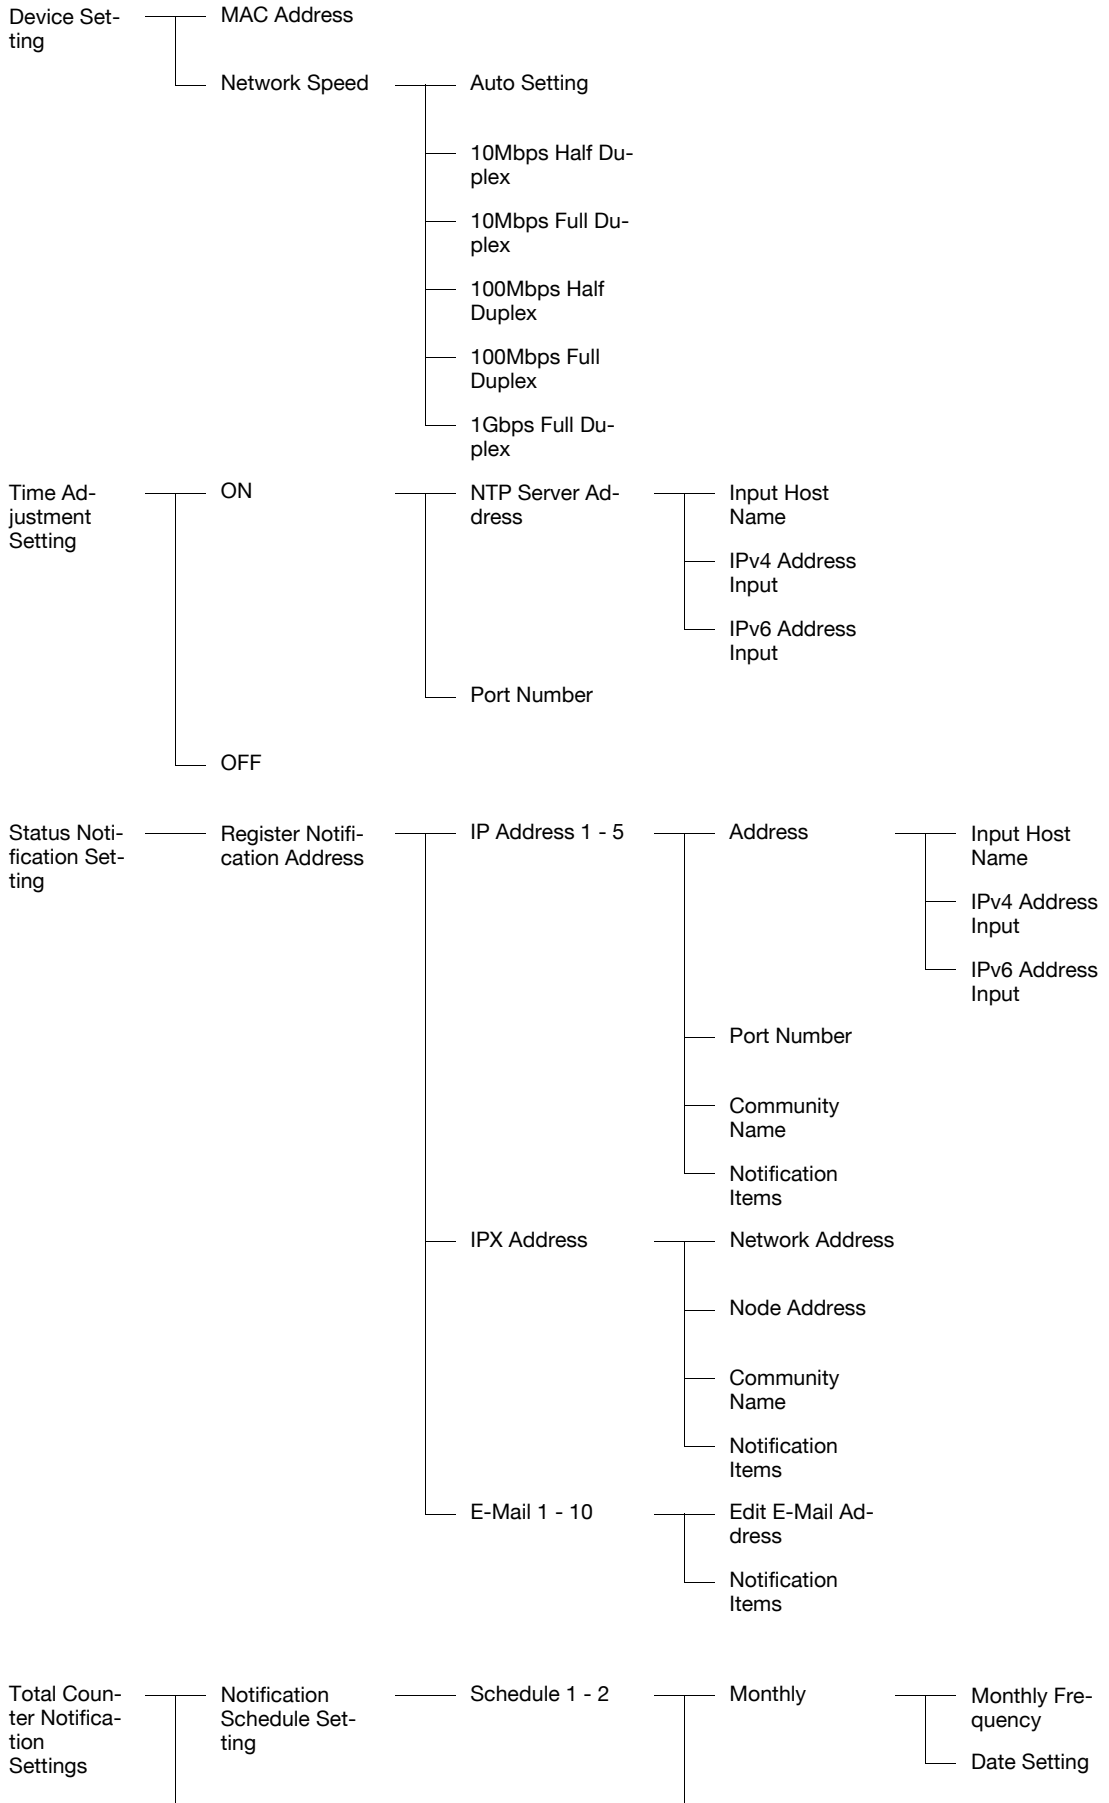 Device Set-
ting
MAC Address
Network Speed
Auto Setting
10Mbps Half Du-
plex
10Mbps Full Du-
plex
100Mbps Half
Duplex
100Mbps Full
Duplex
1Gbps Full Du-
plex
Time Ad-
justment
Setting
ON
NTP Server Ad-
dress
Input Host
Name
IPv4 Address
Input
IPv6 Address
Input
Port Number
OFF
Status Noti-
fication Set-
ting
Register Notifi-
cation Address
IP Address 1 - 5
Address
Input Host
Name
IPv4 Address
Input
IPv6 Address
Input
Port Number
Community
Name
Notification
Items
IPX Address
Network Address
Node Address
Community
Name
Notification
Items
E-Mail 1 - 10
Edit E-Mail Ad-
dress
Notification
Items
Total Coun-
ter Notifica-
tion
Settings
Notification
Schedule Set-
ting
Schedule 1 - 2
Monthly
Monthly Fre-
quency
Date Setting